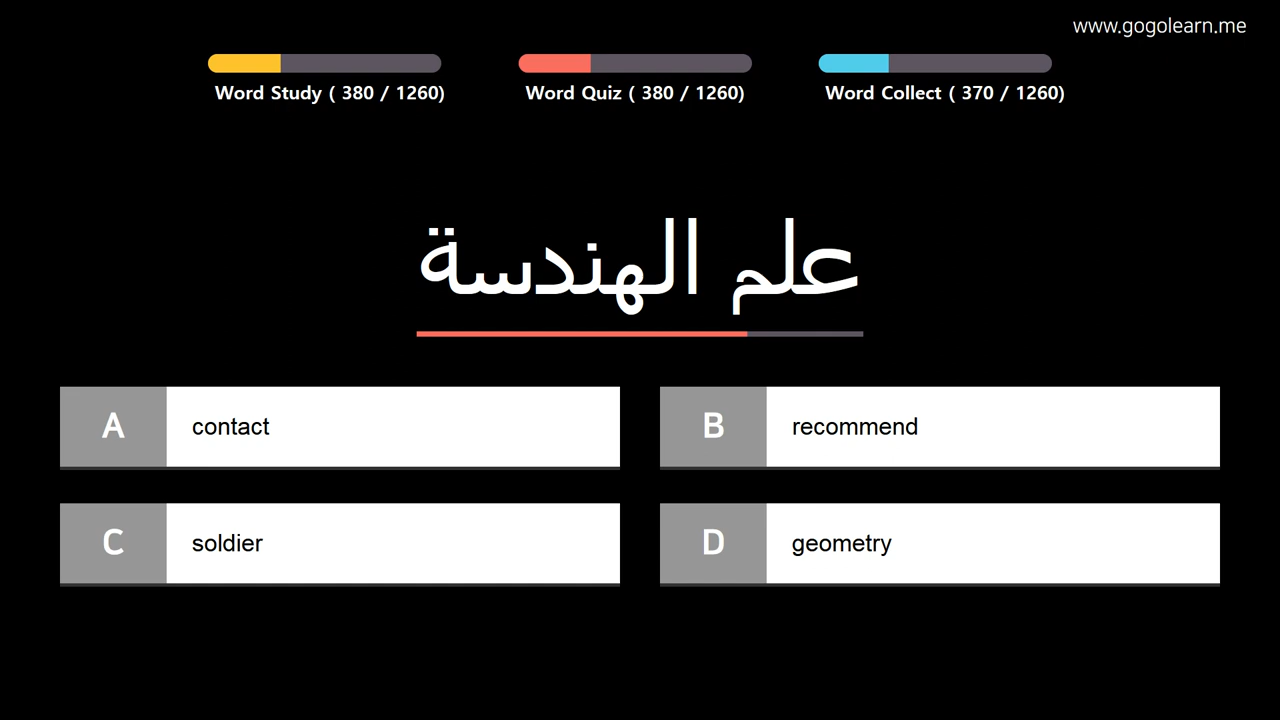 www.gogolearn.me
Word Study ( 380 / 1260)
Word Quiz ( 380 / 1260)
Word Collect ( 370 / 1260)
علم الهندسة
A contact
B recommend
C soldier
D geometry